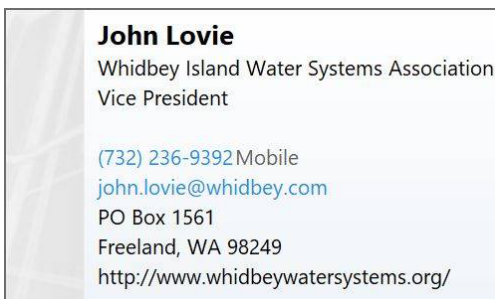 John Lovie
Whidbey Island Water Systems Association
Vice President
(732) 236-9392 Mobile
john.lovie@whidbey.com
PO Box 1561
Freeland, WA 98249
http://www.whidbeywatersystems.org/